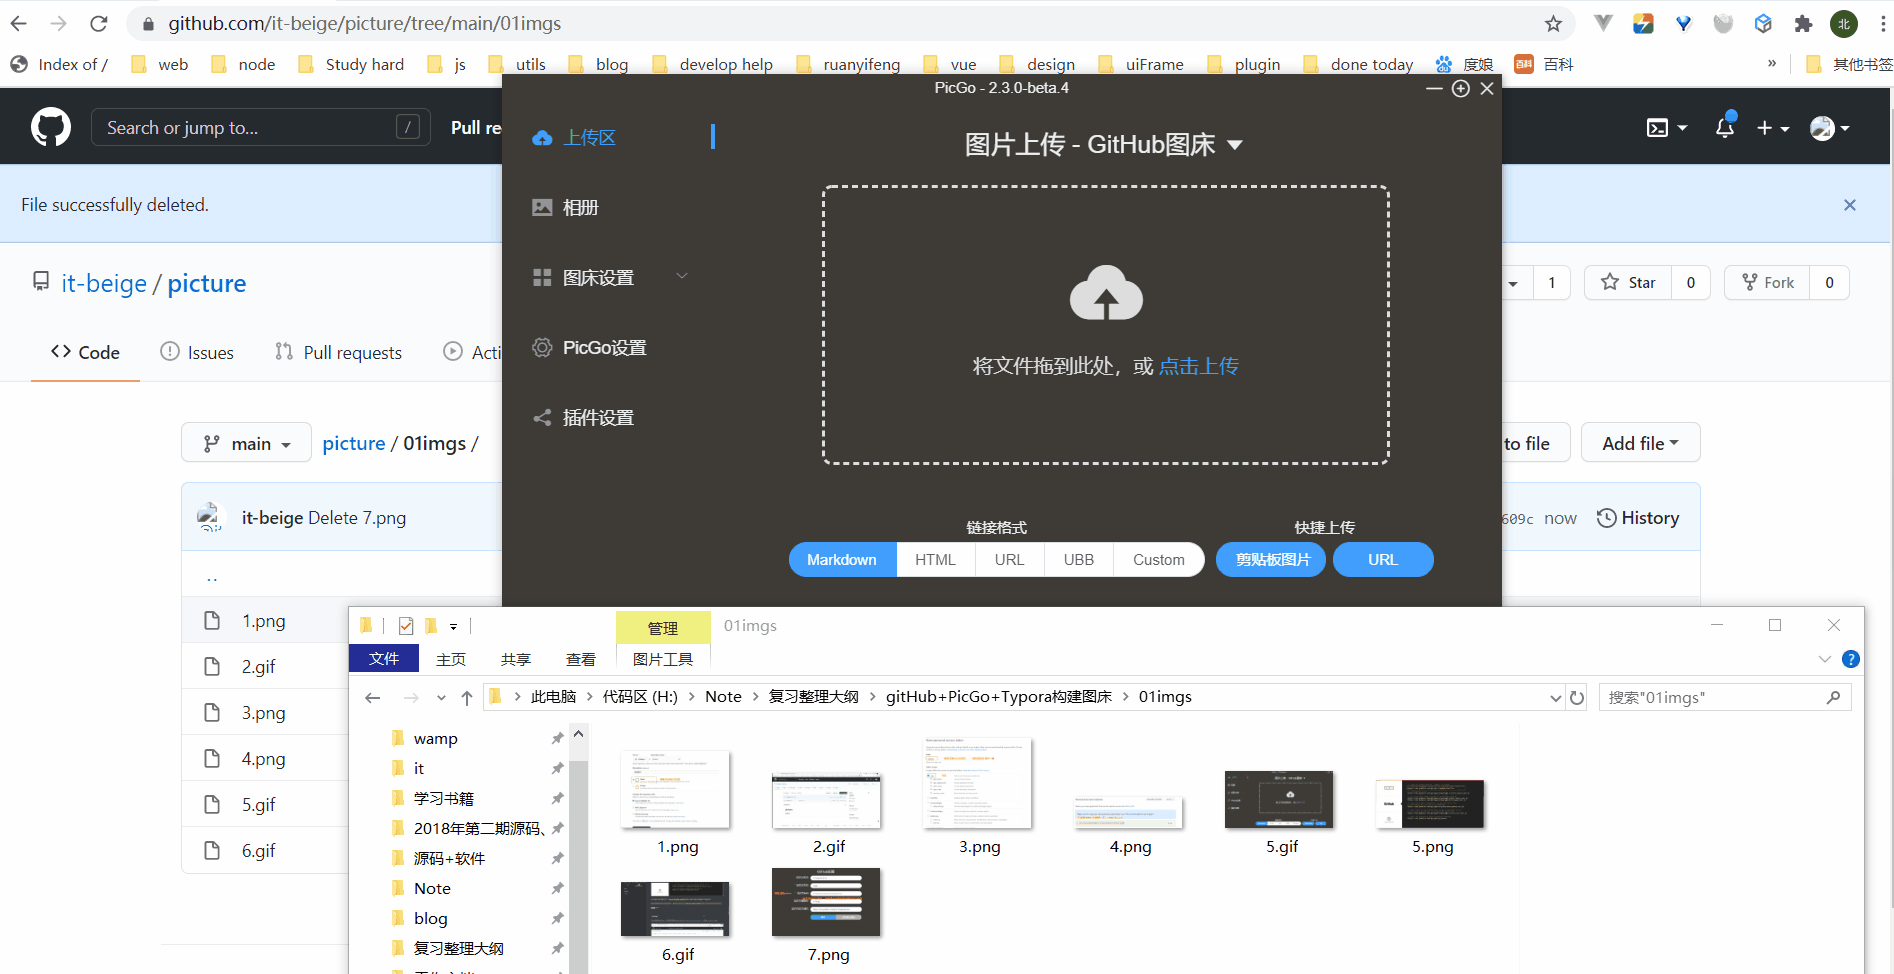 github.com/it-beige/picture/tree/main/01imgs
北
Index of /
web
node
Study hard
js
utils
blog
develop help
ruanyifeng
vue
design
uiFrame
plugin
done today
度娘
百科
百科
»
其他书签
PicGo - 2.3.0-beta.4
Search or jump to...
/
Pull re
上传区
图片上传 - GitHub图床
File successfully deleted.
相册
it-beige / picture
图床设置
1
Star
0
Fork
0
PicGo设置
将文件拖到此处，或 点击上传
Code
Issues
Pull requests
Acti
插件设置
main
picture / 01imgs /
to file
Add file
it-beige Delete 7.png
609c now
History
链接格式
快捷上传
Markdown
HTML
URL
UBB
Custom
剪贴板图片
URL
..
1.png
2.gif
3.png
4.png
5.gif
6.gif
管理
01imgs
文件
主页
共享
查看
图片工具
?
此电脑
代码区 (H:)
Note
复习整理大纲
gitHub+PicGo+Typora构建图床
01imgs
搜索"01imgs"
wamp
it
学习书籍
2018年第二期源码、
源码+软件
Note
blog
复习整理大纲
1.png
2.gif
3.png
4.png
5.gif
5.png
6.gif
7.png